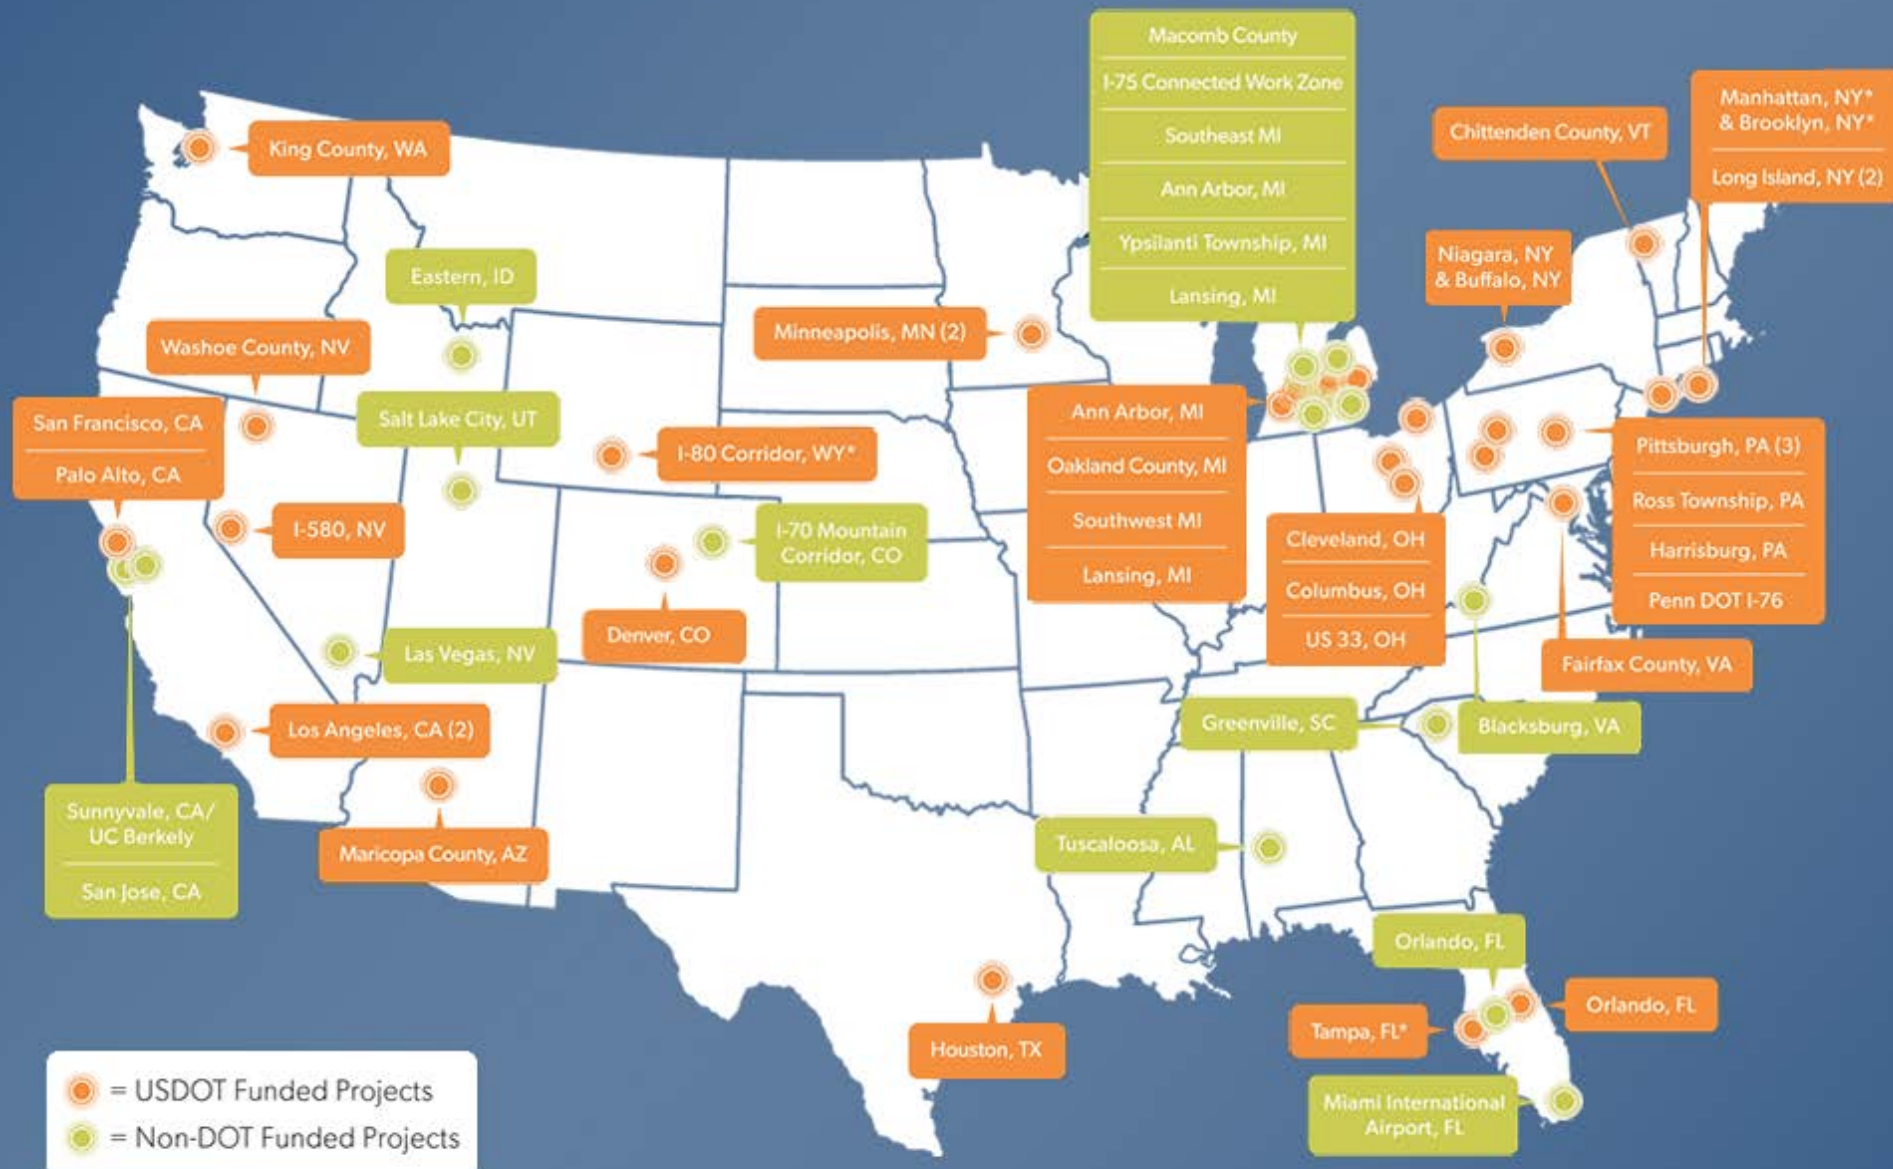 Macomb County
I-75 Connected Work Zone
Southeast MI
Ann Arbor, MI
Ypsilanti Township, MI
Lansing, MI
Manhattan, NY*
& Brooklyn, NY*
Long Island, NY (2)
Chittenden County, VT
King County, WA
Niagara, NY
& Buffalo, NY
Eastern, ID
Minneapolis, MN (2)
Washoe County, NV
San Francisco, CA
Palo Alto, CA
Salt Lake City, UT
I-80 Corridor, WY*
Ann Arbor, MI
Oakland County, MI
Southwest MI
Lansing, MI
Pittsburgh, PA (3)
Ross Township, PA
Harrisburg, PA
Penn DOT I-76
I-580, NV
I-70 Mountain
Corridor, CO
Cleveland, OH
Columbus, OH
US 33, OH
Denver, CO
Las Vegas, NV
Fairfax County, VA
Los Angeles, CA (2)
Greenville, SC
Blacksburg, VA
Sunnyvale, CA/
UC Berkely
San Jose, CA
Maricopa County, AZ
Tuscaloosa, AL
Orlando, FL
Orlando, FL
Tampa, FL*
Houston, TX
Miami International
Airport, FL
= USDOT Funded Projects
= Non-DOT Funded Projects